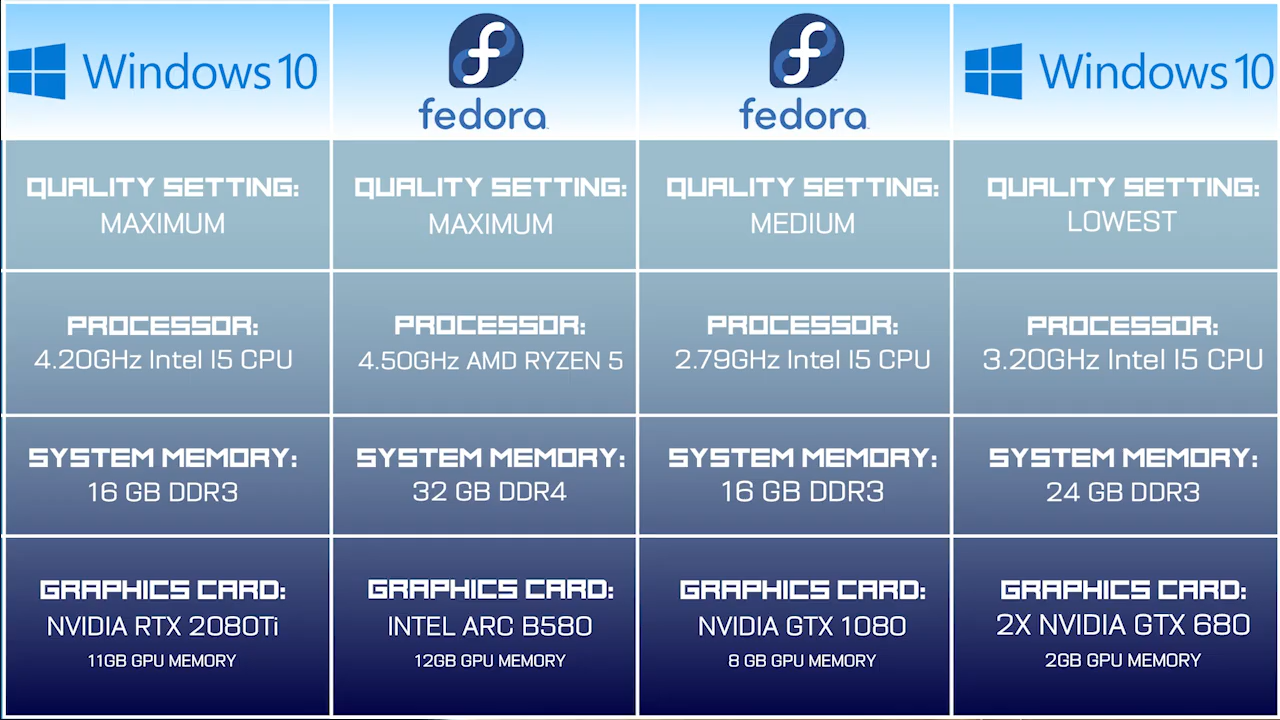 Windows 10
fedora
fedora
Windows 10
QUALITY SETTING:
MAXIMUM
QUALITY SETTING:
MAXIMUM
QUALITY SETTING:
MEDIUM
QUALITY SETTING:
LOWEST
PROCESSOR:
4.20GHz Intel I5 CPU
PROCESSOR:
4.50GHz AMD RYZEN 5
PROCESSOR:
2.79GHz Intel I5 CPU
PROCESSOR:
3.20GHz Intel I5 CPU
SYSTEM MEMORY:
16 GB DDR3
SYSTEM MEMORY:
32 GB DDR4
SYSTEM MEMORY:
16 GB DDR3
SYSTEM MEMORY:
24 GB DDR3
GRAPHICS CARD:
NVIDIA RTX 2080Ti
11GB GPU MEMORY
GRAPHICS CARD:
INTEL ARC B580
12GB GPU MEMORY
GRAPHICS CARD:
NVIDIA GTX 1080
8 GB GPU MEMORY
GRAPHICS CARD:
2X NVIDIA GTX 680
2GB GPU MEMORY